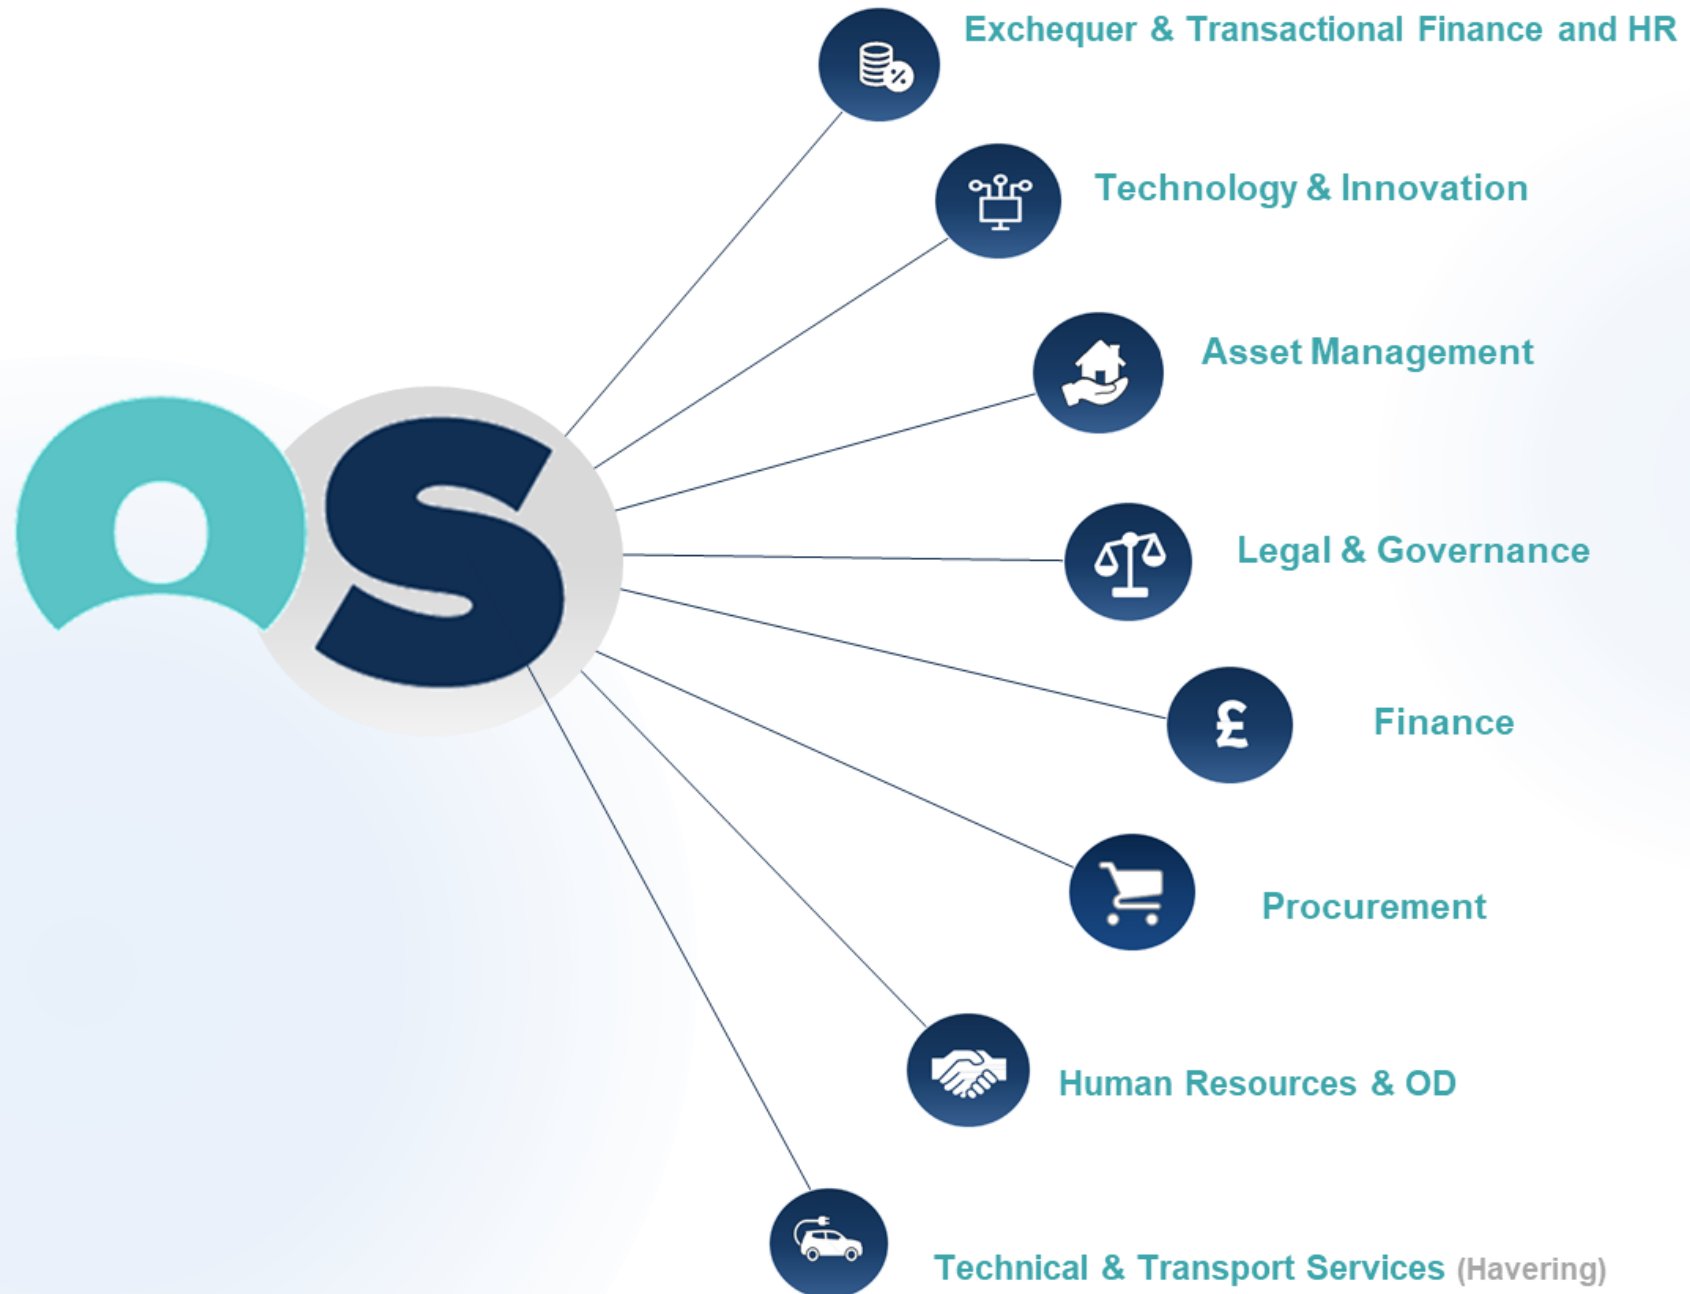 Exchequer & Transactional Finance and HR
Technology & Innovation
Asset Management
OS
Legal & Governance
£
Finance
Procurement
Human Resources & OD
Technical & Transport Services (Havering)